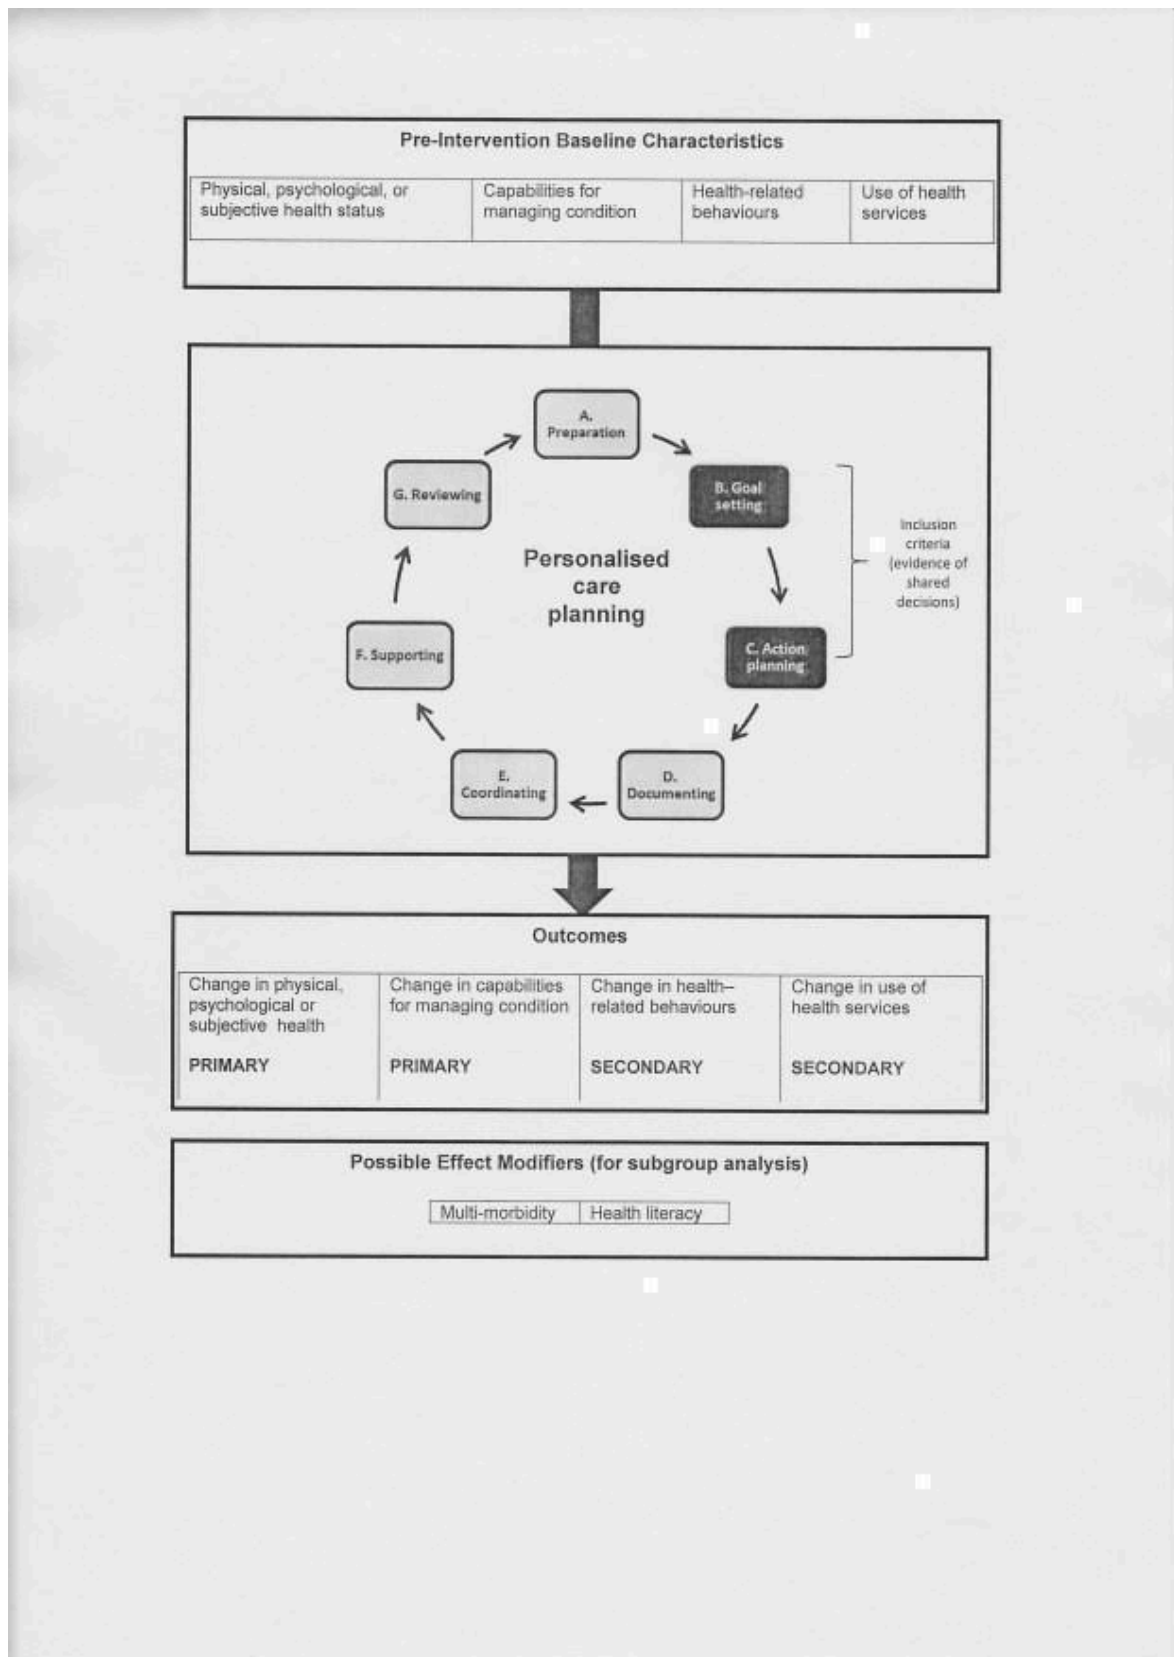 Pre-Intervention Baseline Characteristics
Physical, psychological, or
subjective health status
Capabilities for
managing condition
Health-related
behaviours
Use of health
services
A.
Preparation
B. Goal
setting
C. Action
planning
D.
Documenting
E.
Coordinating
F. Supporting
G. Reviewing
Personalised
care
planning
Inclusion
criteria
(evidence of
shared
decisions)
Outcomes
Change in physical,
psychological or
subjective health
PRIMARY
Change in capabilities
for managing condition
PRIMARY
Change in health–
related behaviours
SECONDARY
Change in use of
health services
SECONDARY
Possible Effect Modifiers (for subgroup analysis)
Multi-morbidity
Health literacy